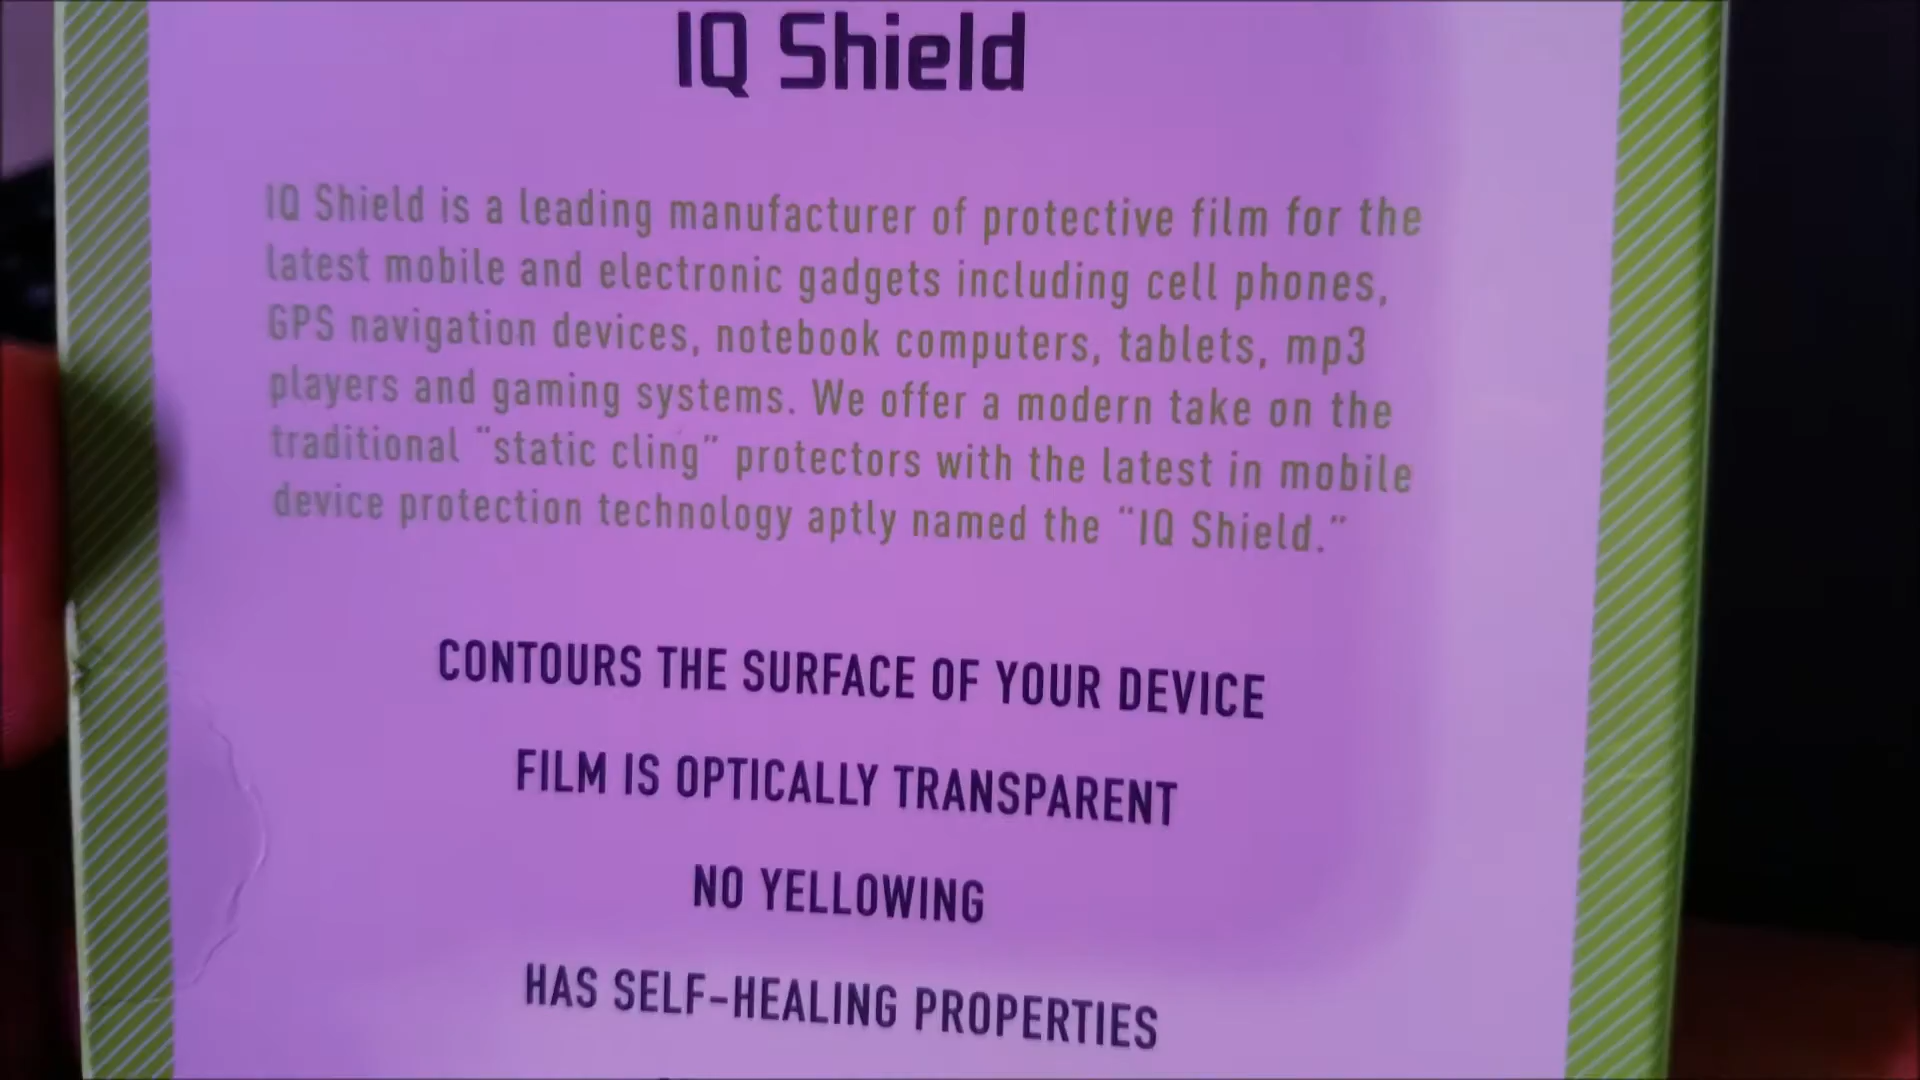 IQ Shield
IQ Shield is a leading manufacturer of protective film for the
latest mobile and electronic gadgets including cell phones,
GPS navigation devices, notebook computers, tablets, mp3
players and gaming systems. We offer a modern take on the
traditional "static cling" protectors with the latest in mobile
device protection technology aptly named the "IQ Shield."
CONTOURS THE SURFACE OF YOUR DEVICE
FILM IS OPTICALLY TRANSPARENT
NO YELLOWING
HAS SELF-HEALING PROPERTIES